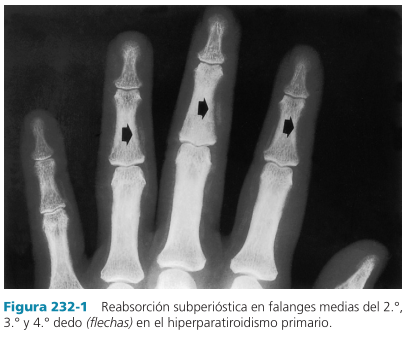 Figura 232-1 Reabsorción subperióstica en falanges medias del 2.°,
3.° y 4.° dedo (flechas) en el hiperparatiroidismo primario.